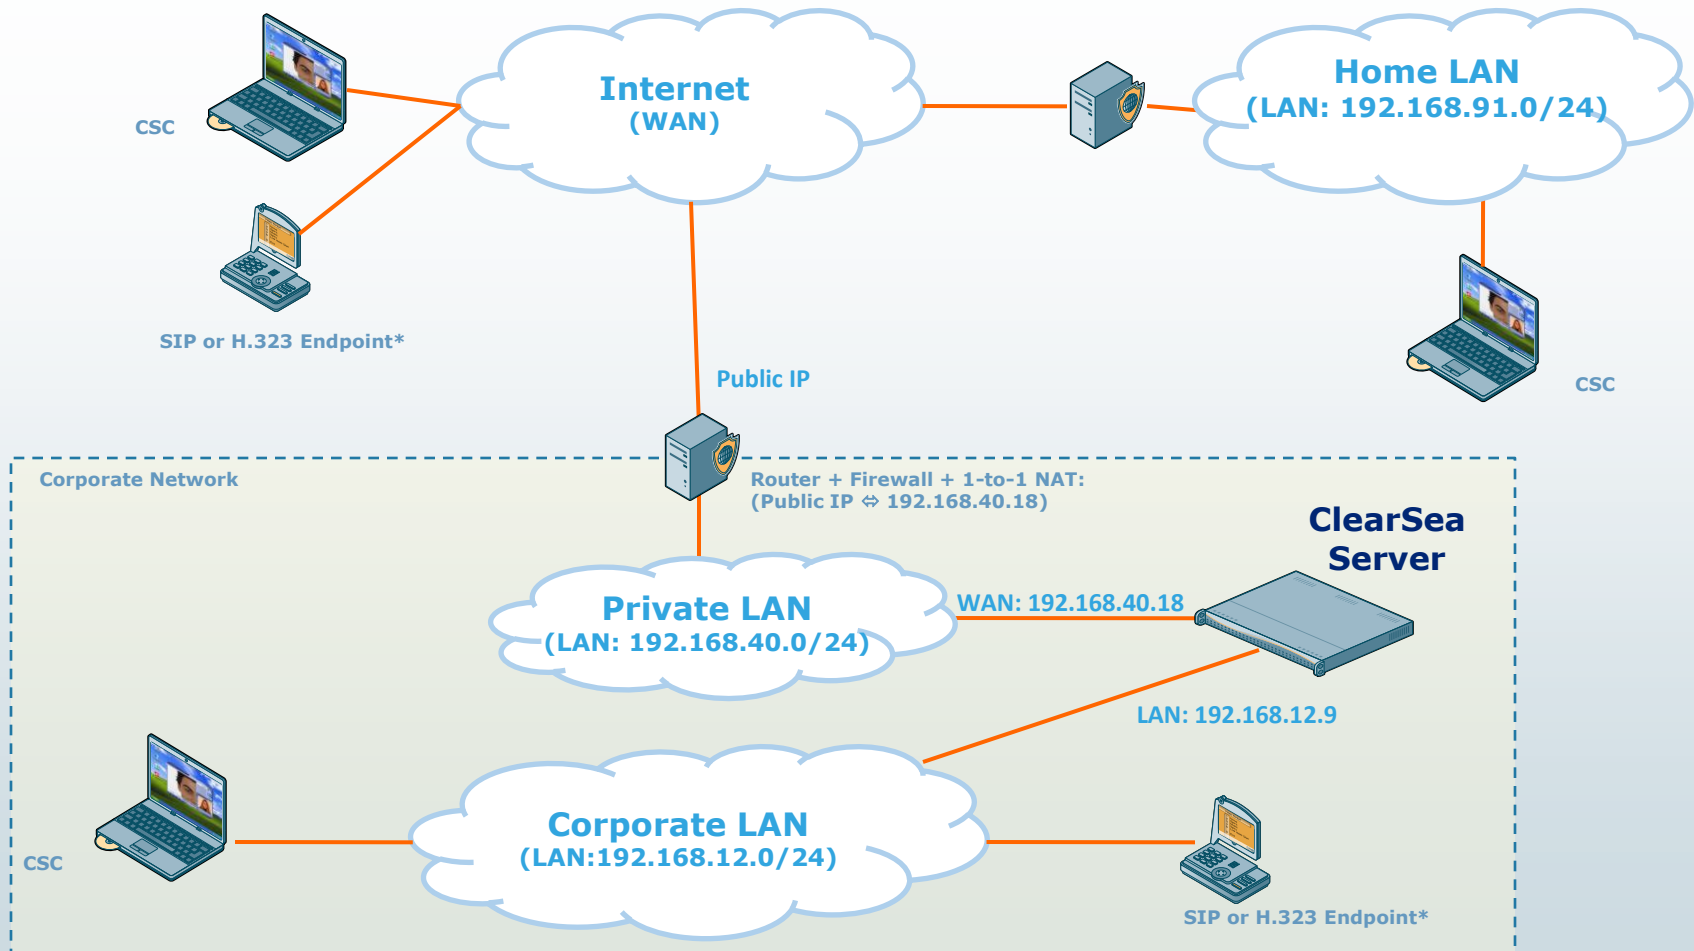 Internet
(WAN)
Home LAN
(LAN: 192.168.91.0/24)
CSC
SIP or H.323 Endpoint*
Public IP
CSC
Corporate Network
Router + Firewall + 1-to-1 NAT:
(Public IP ⇔ 192.168.40.18)
ClearSea
Server
Private LAN
(LAN: 192.168.40.0/24)
WAN: 192.168.40.18
LAN: 192.168.12.9
Corporate LAN
(LAN:192.168.12.0/24)
CSC
SIP or H.323 Endpoint*